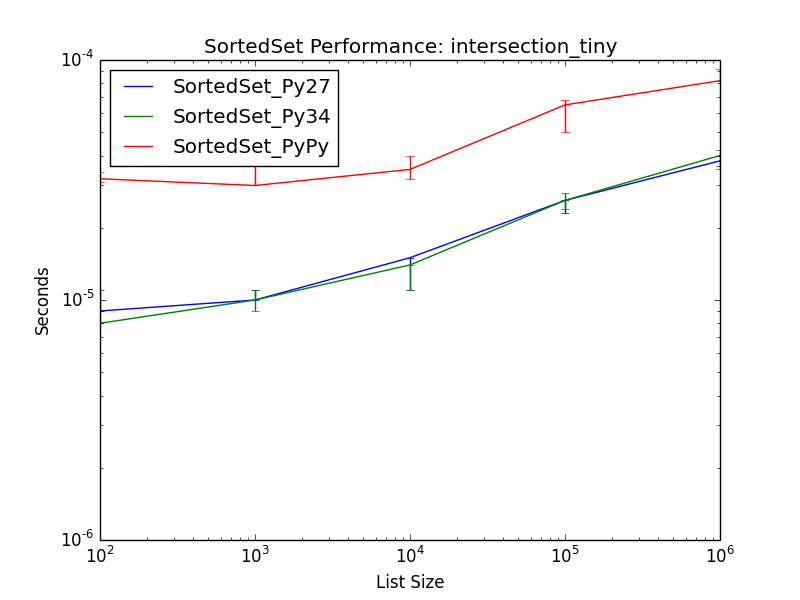 SortedSet Performance: intersection_tiny
10^-4
SortedSet_Py27
SortedSet_Py34
SortedSet_PyPy
Seconds
10^-5
10^-6
10^2 10^3 10^4 10^5 10^6
List Size